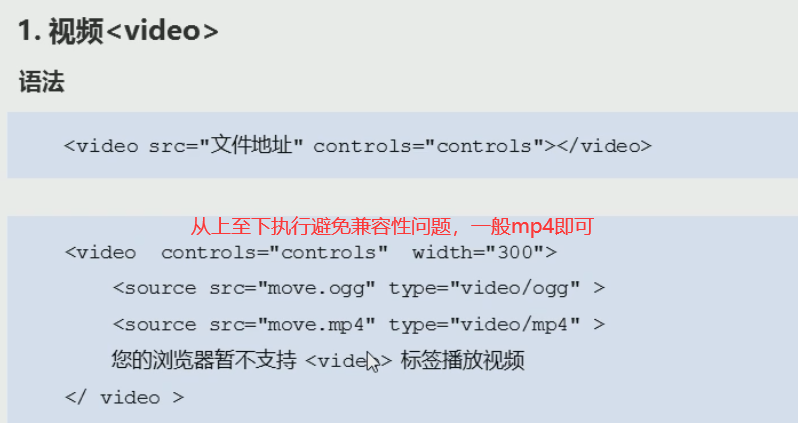 1. 视频<video>
语法
<video src="文件地址" controls="controls"></video>
从上至下执行避免兼容性问题，一般mp4即可
<video controls="controls" width="300">
<source src="move.ogg" type="video/ogg" >
<source src="move.mp4" type="video/mp4" >
您的浏览器暂不支持 <video> 标签播放视频
</ video >